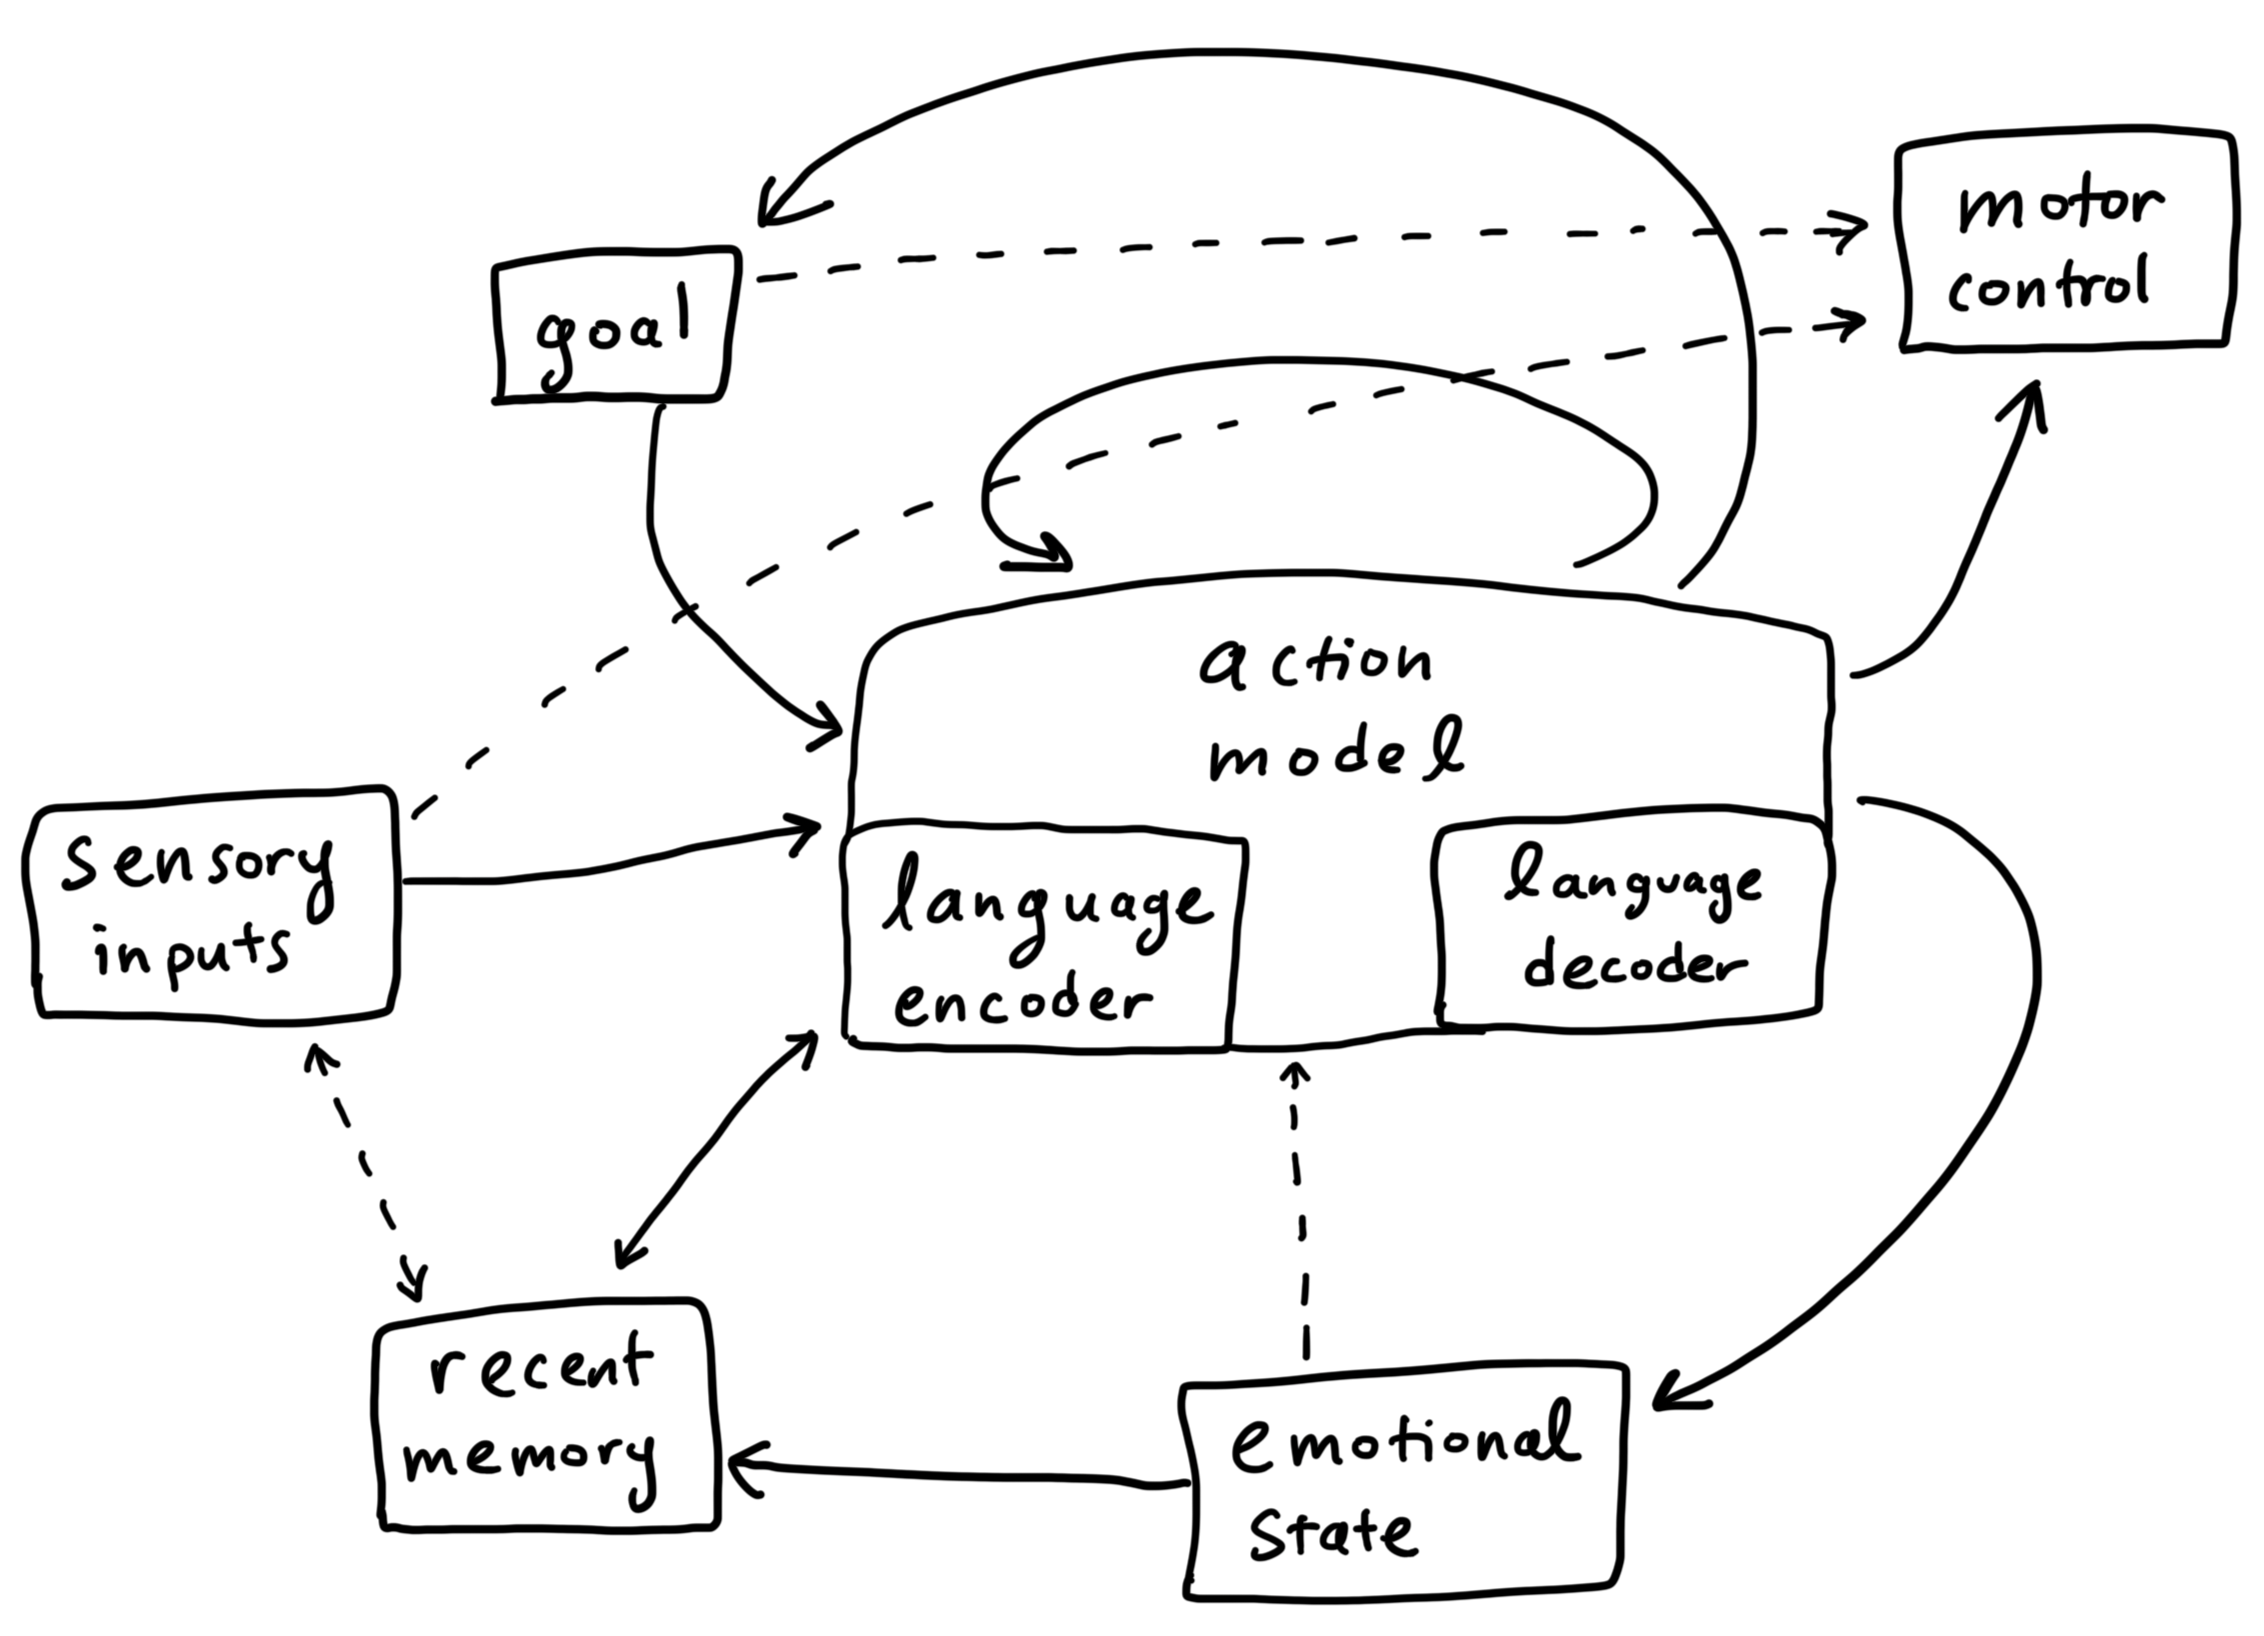 motor
control
goal
action
model
sensory
inputs
language
encoder
language
decoder
recent
memory
emotional
state